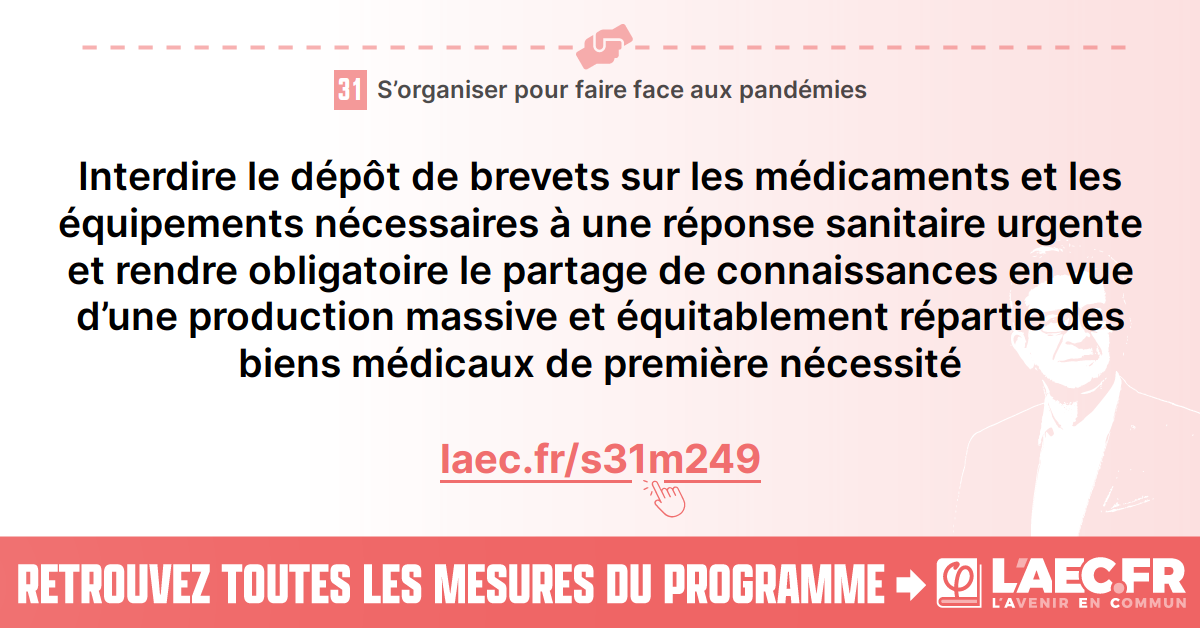 31 S’organiser pour faire face aux pandémies
Interdire le dépôt de brevets sur les médicaments et les
équipements nécessaires à une réponse sanitaire urgente
et rendre obligatoire le partage de connaissances en vue
d’une production massive et équitablement répartie des
biens médicaux de première nécessité
laec.fr/s31m249
RETROUVEZ TOUTES LES MESURES DU PROGRAMME
L'AEC.FR
L'AVENIR EN COMMUN